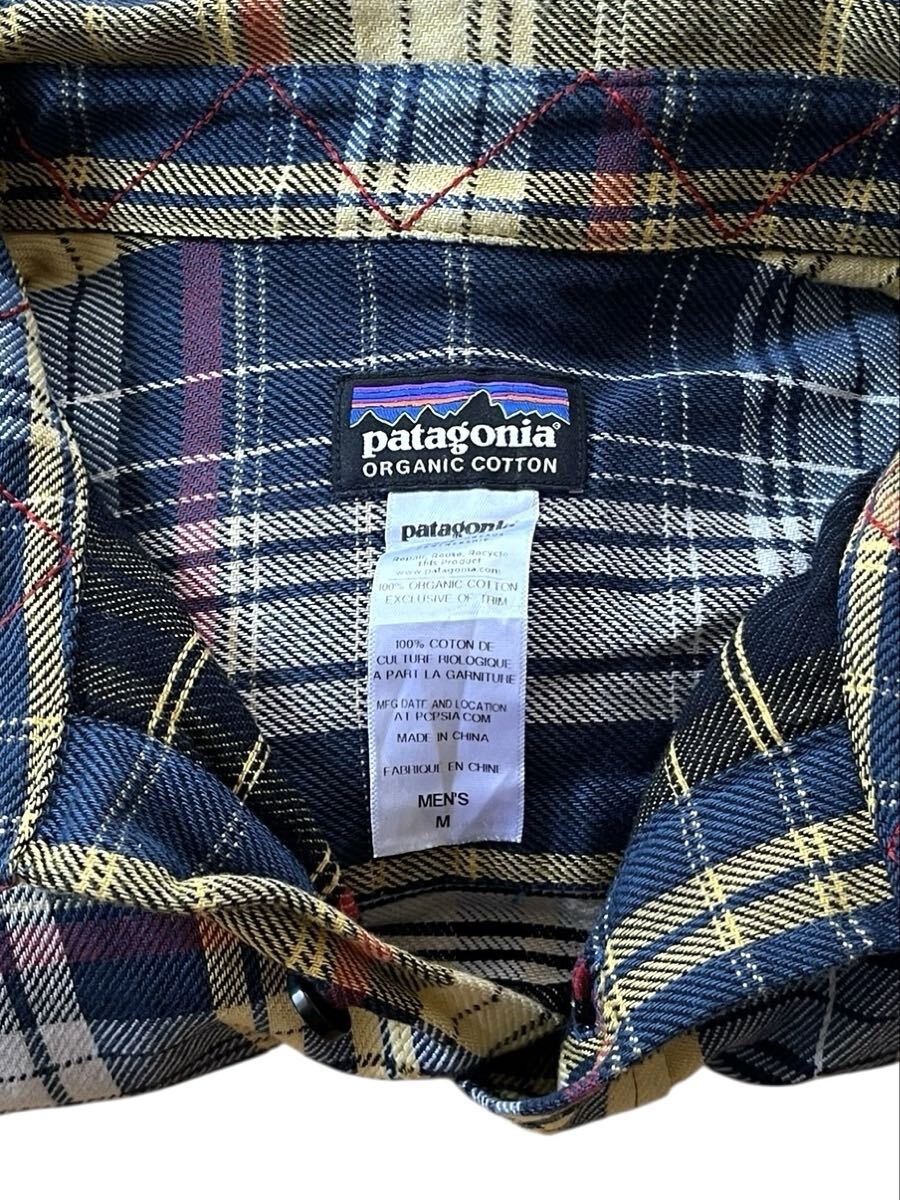 patagonia®
ORGANIC COTTON
patagonia
Repair, Reuse, Recycle
this Product
www.patagonia.com
100% ORGANIC COTTON
EXCLUSIVE OF TRIM
100% COTON DE
CULTURE BIOLOGIQUE
A PART LA GARNITURE
MFG DATE AND LOCATION
AT PCPSIA.COM
MADE IN CHINA
FABRIQUE EN CHINE
MEN'S
M